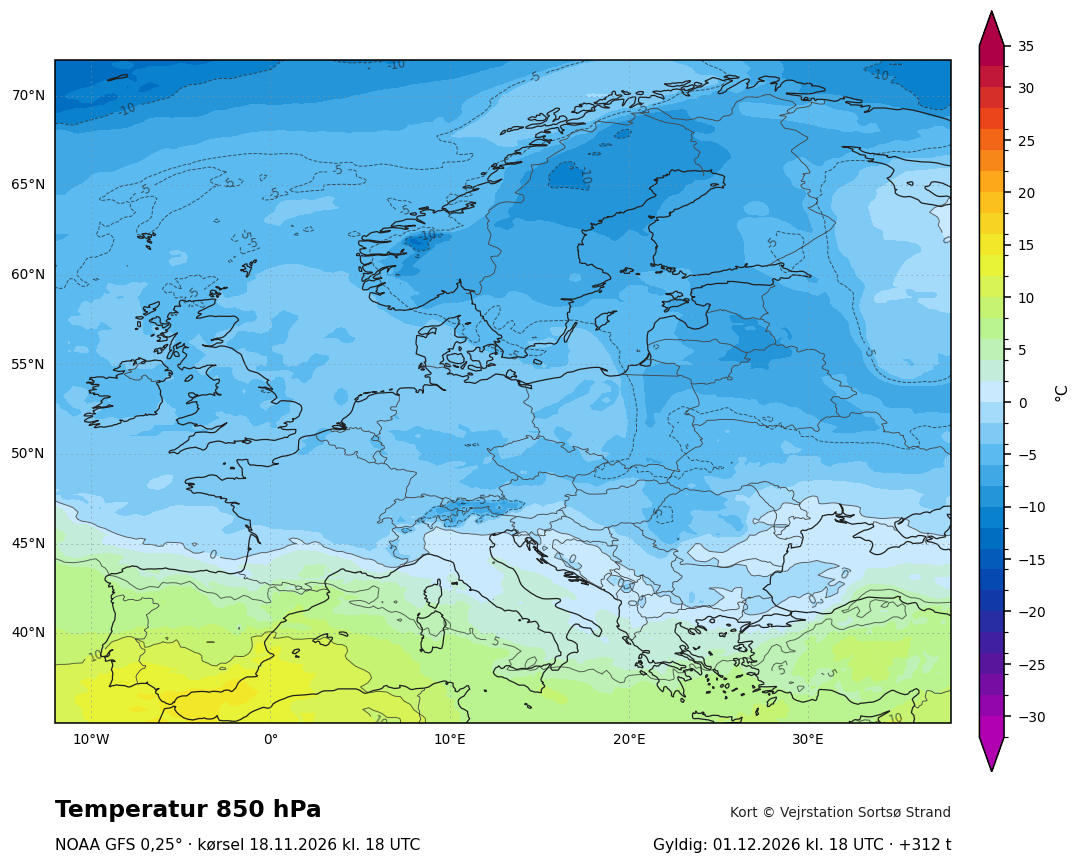 70°N
65°N
60°N
55°N
50°N
45°N
40°N
10°W
0°
10°E
20°E
30°E
35
30
25
20
15
10
5
0
−5
−10
−15
−20
−25
−30
°C
Temperatur 850 hPa
Kort © Vejrstation Sortsø Strand
NOAA GFS 0,25° · kørsel 18.11.2026 kl. 18 UTC
Gyldig: 01.12.2026 kl. 18 UTC · +312 t